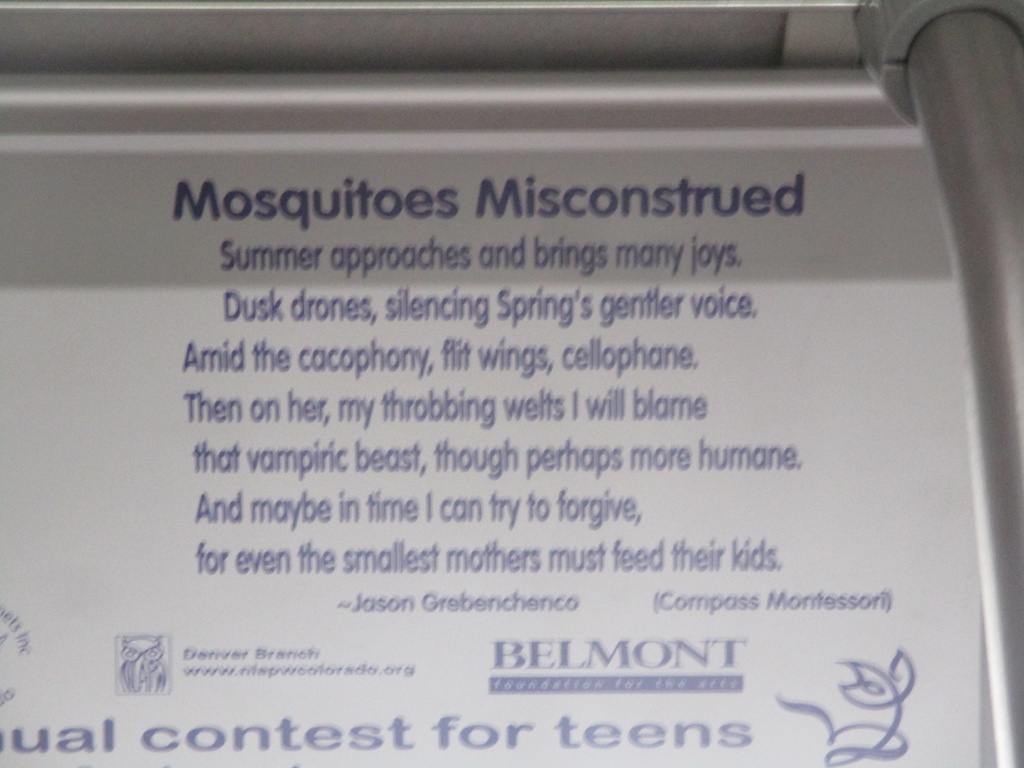 Mosquitoes Misconstrued
Summer approaches and brings many joys.
Dusk drones, silencing Spring's gentler voice.
Amid the cacophony, flit wings, cellophane.
Then on her, my throbbing welts I will blame
that vampiric beast, though perhaps more humane.
And maybe in time I can try to forgive,
for even the smallest mothers must feed their kids.
~Jason Grebenchenco (Compass Montessori)
Denver Branch
BELMONT
foundation for the arts
contest for teens